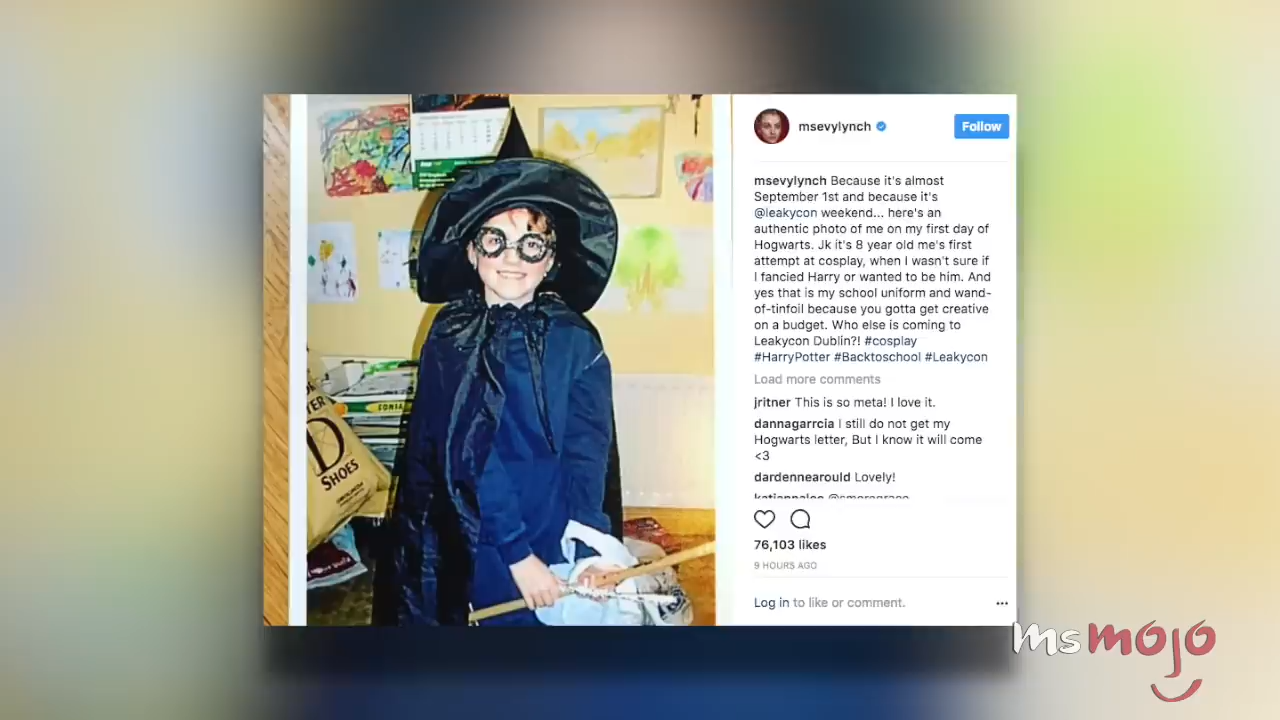 msevylynch
Follow
msevylynch Because it's almost
September 1st and because it's
@leakycon weekend... here's an
authentic photo of me on my first day of
Hogwarts. Jk it's 8 year old me's first
attempt at cosplay, when I wasn't sure if
I fancied Harry or wanted to be him. And
yes that is my school uniform and wand-
of-tinfoil because you gotta get creative
on a budget. Who else is coming to
Leakycon Dublin?! #cosplay
#HarryPotter #Backtoschool #Leakycon
Load more comments
jritner This is so meta! I love it.
dannagarrcia I still do not get my
Hogwarts letter, But I know it will come
<3
dardennearould Lovely!
76,103 likes
9 HOURS AGO
Log in to like or comment.
D
SHOES
msmojo